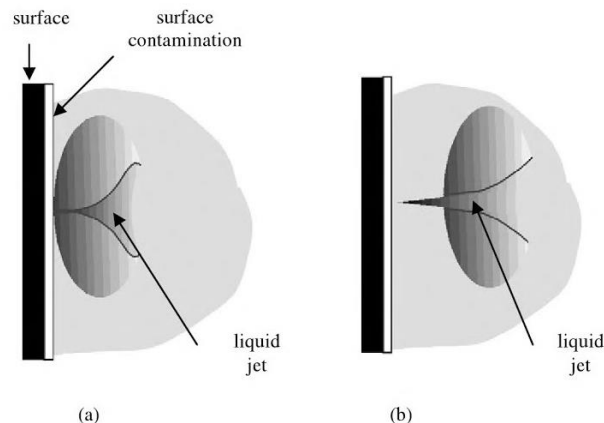 surface
surface
contamination
liquid
jet
liquid
jet
(a)
(b)